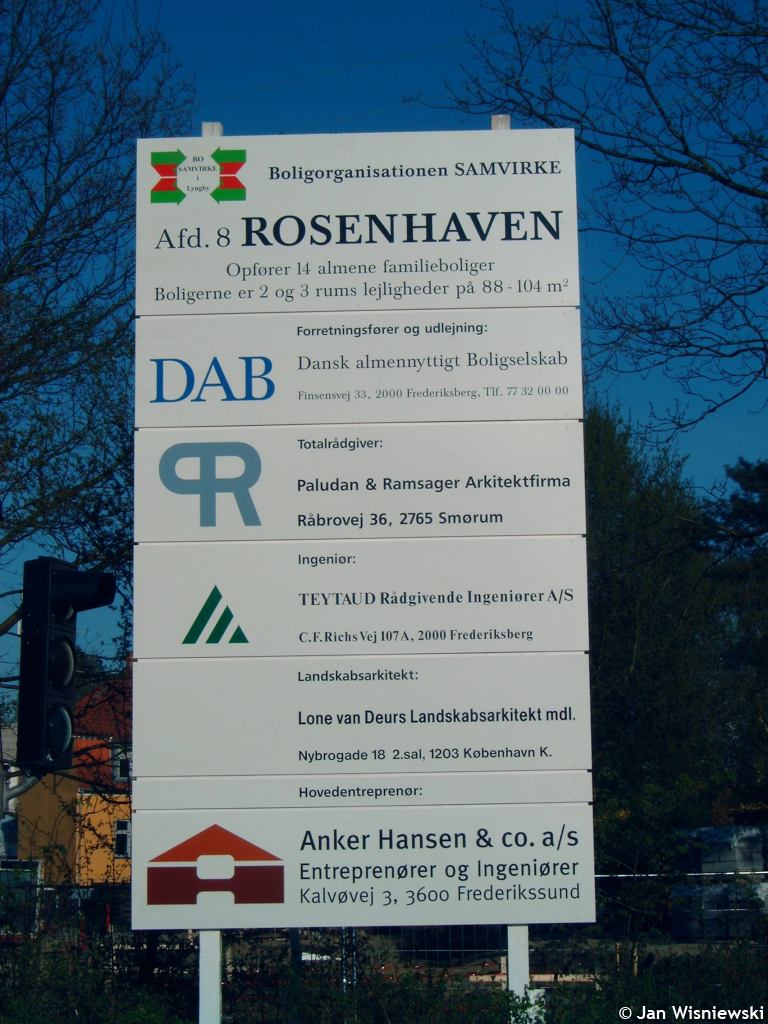 BO
SAMVIRKE
i
Lyngby
Boligorganisationen SAMVIRKE
Afd. 8 ROSENHAVEN
Opfører 14 almene familieboliger
Boligerne er 2 og 3 rums lejligheder på 88 - 104 m²
Forretningsfører og udlejning:
DAB
Dansk almennyttigt Boligselskab
Finsensvej 33, 2000 Frederiksberg, Tlf. 77 32 00 00
Totalrådgiver:
PR
Paludan & Ramsager Arkitektfirma
Råbrovej 36, 2765 Smørum
Ingeniør:
TEYTAUD Rådgivende Ingeniører A/S
C.F. Richs Vej 107 A, 2000 Frederiksberg
Landskabsarkitekt:
Lone van Deurs Landskabsarkitekt mdl.
Nybrogade 18 2.sal, 1203 København K.
Hovedentreprenør:
Anker Hansen & co. a/s
Entreprenører og Ingeniører
Kalvøvej 3, 3600 Frederikssund
© Jan Wisniewski